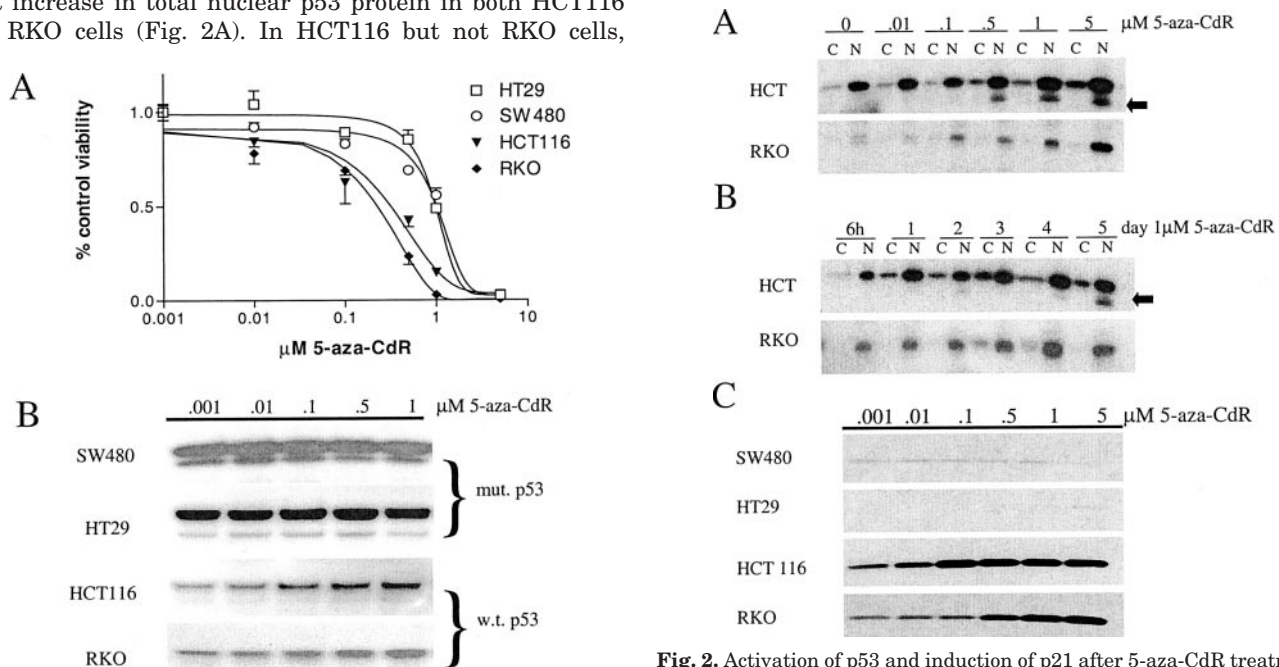 t increase in total nuclear p53 protein in both HCT116
RKO cells (Fig. 2A). In HCT116 but not RKO cells,
A
% control viability
1.0
0.5
0.0
0.001 0.01 0.1 1 10
μM 5-aza-CdR
HT29
SW480
HCT116
RKO
B
.001 .01 .1 .5 1 μM 5-aza-CdR
SW480
HT29
mut. p53
HCT116
RKO
w.t. p53
A
0 .01 .1 .5 1 5 μM 5-aza-CdR
C N C N C N C N C N C N
HCT
RKO
B
6h 1 2 3 4 5 day 1μM 5-aza-CdR
C N C N C N C N C N C N
HCT
RKO
C
.001 .01 .1 .5 1 5 μM 5-aza-CdR
SW480
HT29
HCT 116
RKO
Fig. 2. Activation of p53 and induction of p21 after 5-aza-CdR treatm